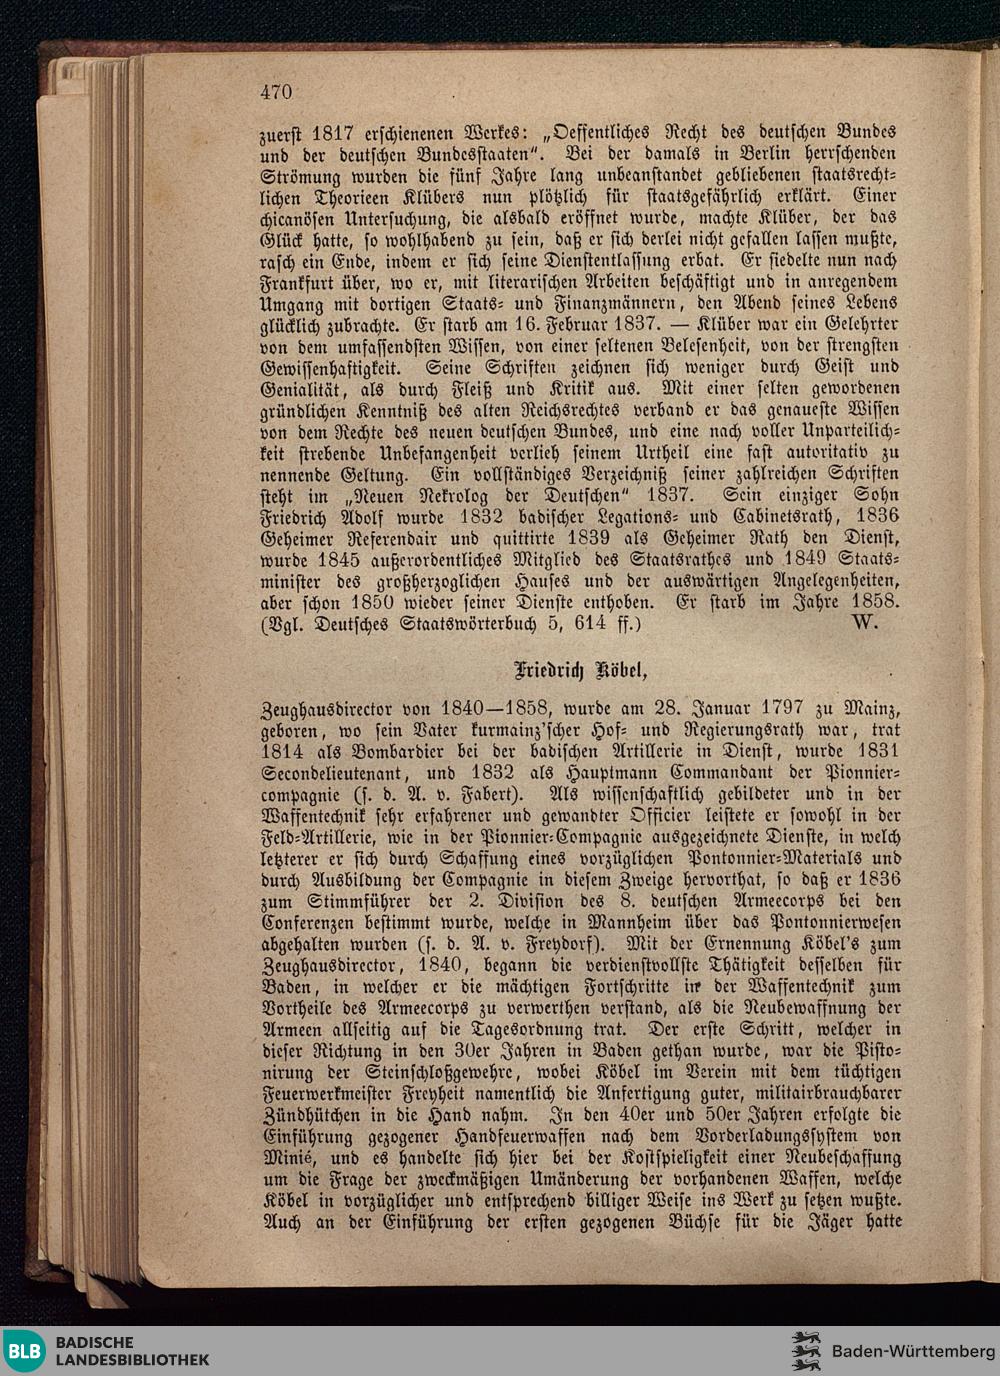 470
zuerst 1817 erschienenen Werkes: „Oeffentliches Recht des deutschen Bundes
und der deutschen Bundesstaaten“. Bei der damals in Berlin herrschenden
Strömung wurden die fünf Jahre lang unbeanstandet gebliebenen staatsrecht-
lichen Theorieen Klübers nun plötzlich für staatsgefährlich erklärt. Einer
chicanösen Untersuchung, die alsbald eröffnet wurde, machte Klüber, der das
Glück hatte, so wohlhabend zu sein, daß er sich derlei nicht gefallen lassen mußte,
rasch ein Ende, indem er sich seine Dienstentlassung erbat. Er siedelte nun nach
Frankfurt über, wo er, mit literarischen Arbeiten beschäftigt und in anregendem
Umgang mit dortigen Staats- und Finanzmännern, den Abend seines Lebens
glücklich zubrachte. Er starb am 16. Februar 1837. — Klüber war ein Gelehrter
von dem umfassendsten Wissen, von einer seltenen Belesenheit, von der strengsten
Gewissenhaftigkeit. Seine Schriften zeichnen sich weniger durch Geist und
Genialität, als durch Fleiß und Kritik aus. Mit einer selten gewordenen
gründlichen Kenntniß des alten Reichsrechtes verband er das genaueste Wissen
von dem Rechte des neuen deutschen Bundes, und eine nach voller Unparteilich-
keit strebende Unbefangenheit verlieh seinem Urtheil eine fast autoritativ zu
nennende Geltung. Ein vollständiges Verzeichniß seiner zahlreichen Schriften
steht im „Neuen Nekrolog der Deutschen“ 1837. Sein einziger Sohn
Friedrich Adolf wurde 1832 badischer Legations- und Cabinetsrath, 1836
Geheimer Referendair und quittirte 1839 als Geheimer Rath den Dienst,
wurde 1845 außerordentliches Mitglied des Staatsrathes und 1849 Staats-
minister des großherzoglichen Hauses und der auswärtigen Angelegenheiten,
aber schon 1850 wieder seiner Dienste enthoben. Er starb im Jahre 1858.
(Vgl. Deutsches Staatswörterbuch 5, 614 ff.) W.
Friedrich Köbel,
Zeughausdirector von 1840—1858, wurde am 28. Januar 1797 zu Mainz,
geboren, wo sein Vater kurmainz'scher Hof- und Regierungsrath war, trat
1814 als Bombardier bei der badischen Artillerie in Dienst, wurde 1831
Secondelieutenant, und 1832 als Hauptmann Commandant der Pionnier-
compagnie (s. d. A. v. Fabert). Als wissenschaftlich gebildeter und in der
Waffentechnik sehr erfahrener und gewandter Officier leistete er sowohl in der
Feld-Artillerie, wie in der Pionnier-Compagnie ausgezeichnete Dienste, in welch
letzterer er sich durch Schaffung eines vorzüglichen Pontonnier-Materials und
durch Ausbildung der Compagnie in diesem Zweige hervorthat, so daß er 1836
zum Stimmführer der 2. Division des 8. deutschen Armeecorps bei den
Conferenzen bestimmt wurde, welche in Mannheim über das Pontonnierwesen
abgehalten wurden (s. d. A. v. Freydorf). Mit der Ernennung Köbel's zum
Zeughausdirector, 1840, begann die verdienstvollste Thätigkeit desselben für
Baden, in welcher er die mächtigen Fortschritte in der Waffentechnik zum
Vortheile des Armeecorps zu verwerthen verstand, als die Neubewaffnung der
Armeen allseitig auf die Tagesordnung trat. Der erste Schritt, welcher in
dieser Richtung in den 30er Jahren in Baden gethan wurde, war die Pisto-
nirung der Steinschloßgewehre, wobei Köbel im Verein mit dem tüchtigen
Feuerwerkmeister Freyheit namentlich die Anfertigung guter, militairbrauchbarer
Zündhütchen in die Hand nahm. In den 40er und 50er Jahren erfolgte die
Einführung gezogener Handfeuerwaffen nach dem Vorderladungssystem von
Minié, und es handelte sich hier bei der Kostspieligkeit einer Neubeschaffung
um die Frage der zweckmäßigen Umänderung der vorhandenen Waffen, welche
Köbel in vorzüglicher und entsprechend billiger Weise ins Werk zu setzen wußte.
Auch an der Einführung der ersten gezogenen Büchse für die Jäger hatte
BLB BADISCHE
LANDESBIBLIOTHEK
Baden-Württemberg